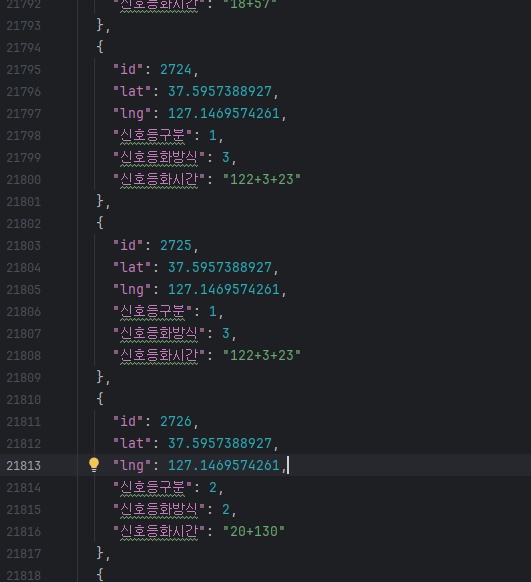 21792 "신호등화시간": "18+57"
21793 },
21794 {
21795 "id": 2724,
21796 "lat": 37.5957388927,
21797 "lng": 127.1469574261,
21798 "신호등구분": 1,
21799 "신호등화방식": 3,
21800 "신호등화시간": "122+3+23"
21801 },
21802 {
21803 "id": 2725,
21804 "lat": 37.5957388927,
21805 "lng": 127.1469574261,
21806 "신호등구분": 1,
21807 "신호등화방식": 3,
21808 "신호등화시간": "122+3+23"
21809 },
21810 {
21811 "id": 2726,
21812 "lat": 37.5957388927,
21813 "lng": 127.1469574261,
21814 "신호등구분": 2,
21815 "신호등화방식": 2,
21816 "신호등화시간": "20+130"
21817 },
21818 {